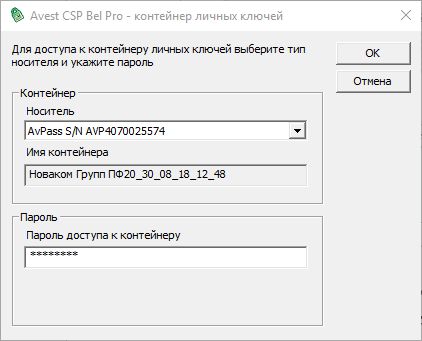 Avest CSP Bel Pro - контейнер личных ключей
Для доступа к контейнеру личных ключей выберите тип
носителя и укажите пароль
OK
Отмена
Контейнер
Носитель
AvPass S/N AVP4070025574
Имя контейнера
Новаком Групп ПФ20_30_08_18_12_48
Пароль
Пароль доступа к контейнеру
********